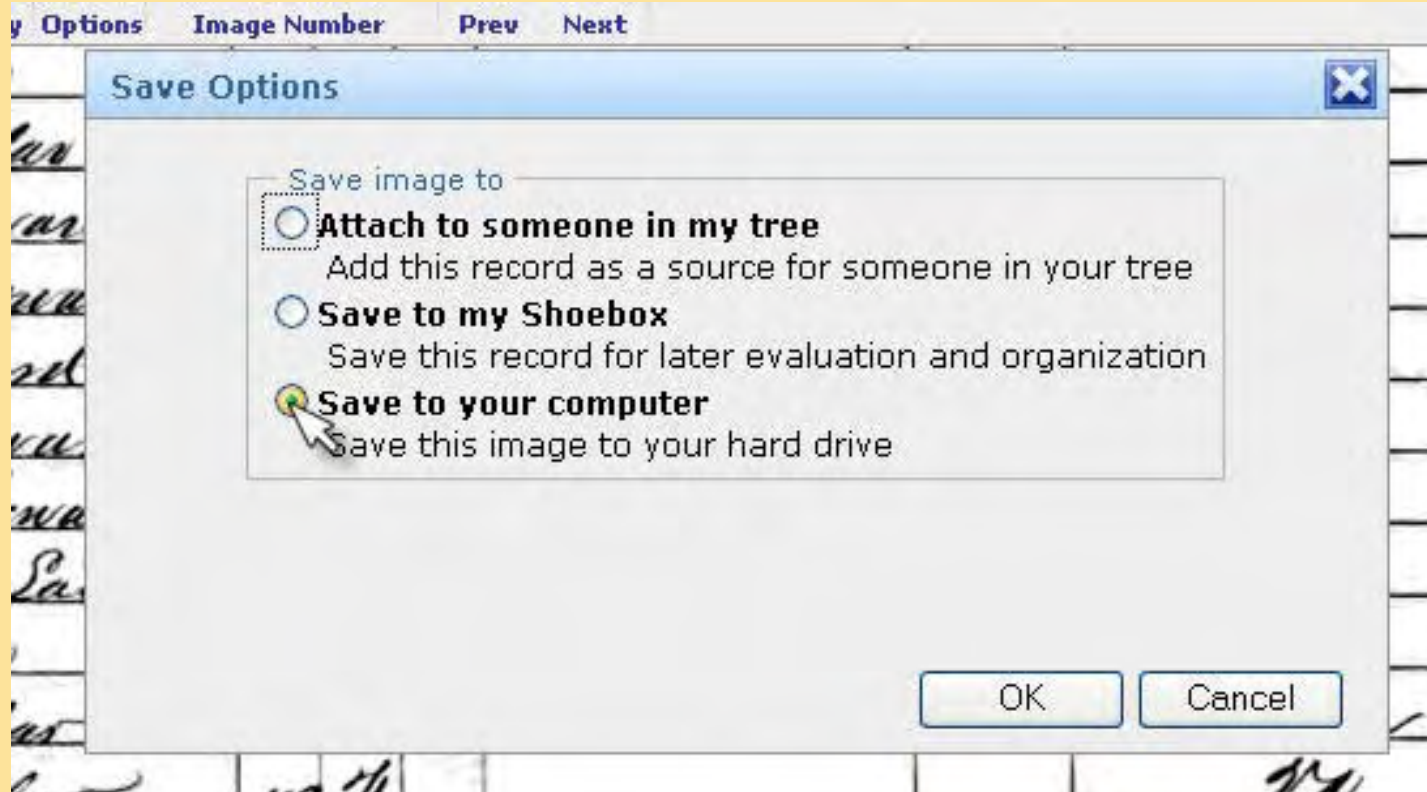 y Options Image Number Prev Next
Save Options
Save image to
Attach to someone in my tree
Add this record as a source for someone in your tree
Save to my Shoebox
Save this record for later evaluation and organization
Save to your computer
Save this image to your hard drive
OK Cancel